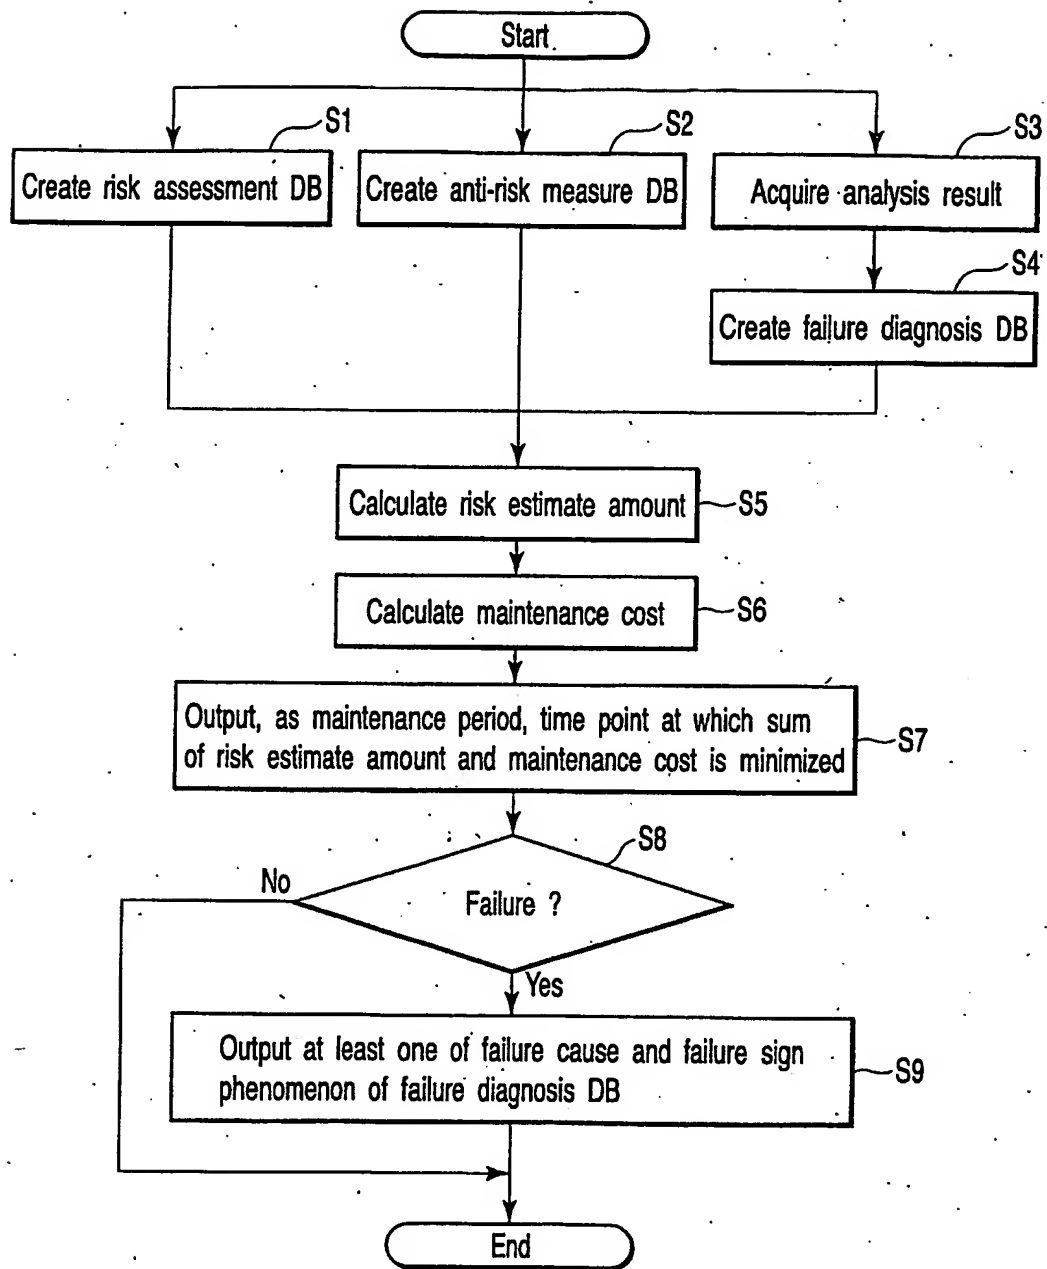 Start
S1
S2
S3
Create risk assessment DB
Create anti-risk measure DB
Acquire analysis result
S4
Create failure diagnosis DB
Calculate risk estimate amount
S5
Calculate maintenance cost
S6
Output, as maintenance period, time point at which sum
of risk estimate amount and maintenance cost is minimized
S7
S8
No
Failure ?
Yes
Output at least one of failure cause and failure sign
phenomenon of failure diagnosis DB
S9
End